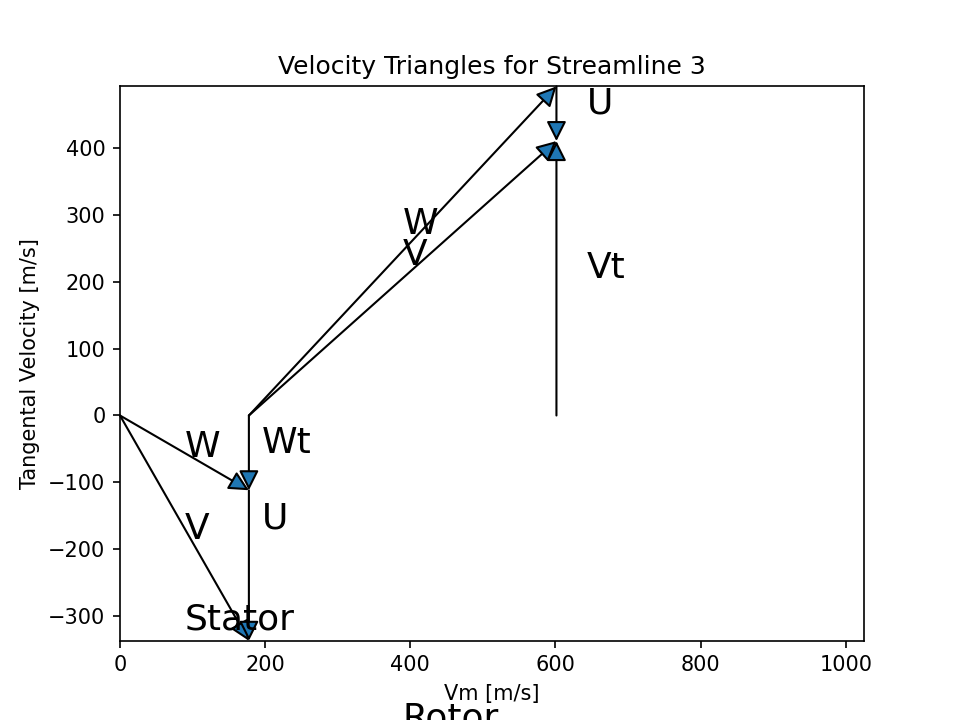 Velocity Triangles for Streamline 3
U
400
300
W
V
Vt
200
100
0
W
Wt
−100
V
U
−200
−300
Stator
0
200
400
600
800
1000
Tangental Velocity [m/s]
Vm [m/s]
Rotor